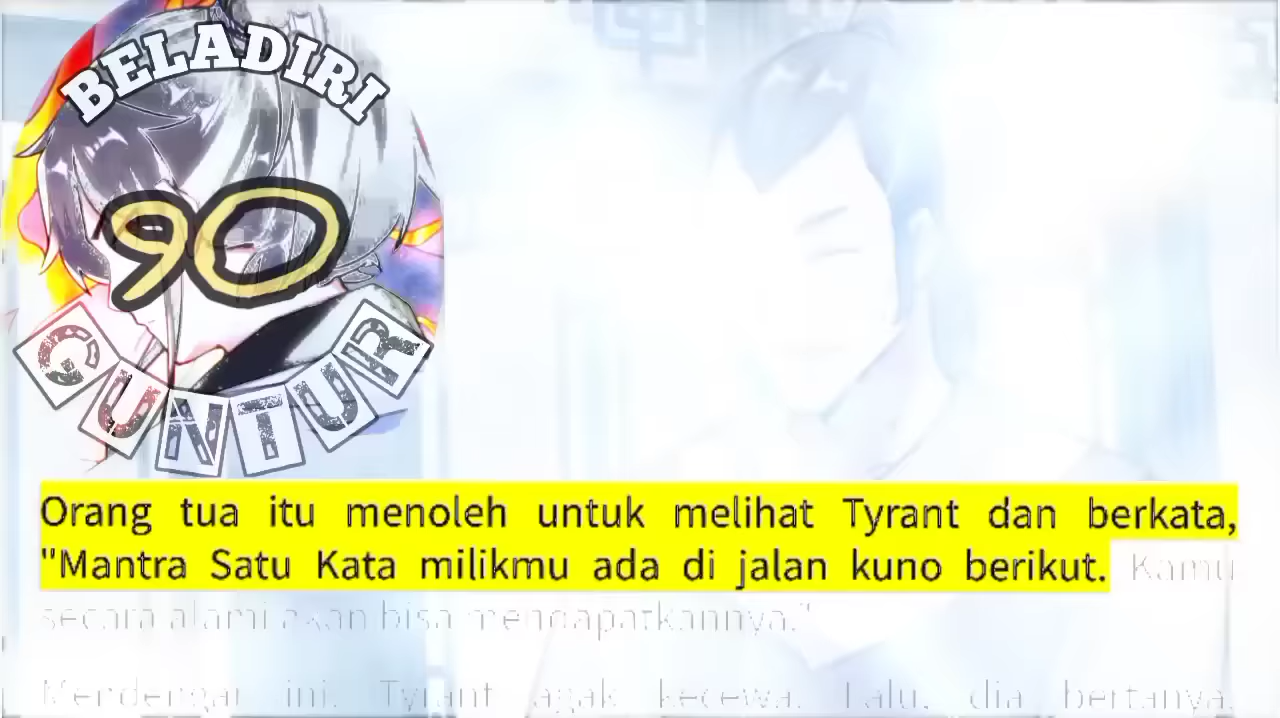 BELADIRI
90
GUNTUR
Orang tua itu menoleh untuk melihat Tyrant dan berkata,
"Mantra Satu Kata milikmu ada di jalan kuno berikut. Kamu
secara alami akan bisa mendapatkannya."
Mendengar ini, Tyrant agak kecewa. Lalu, dia bertanya,